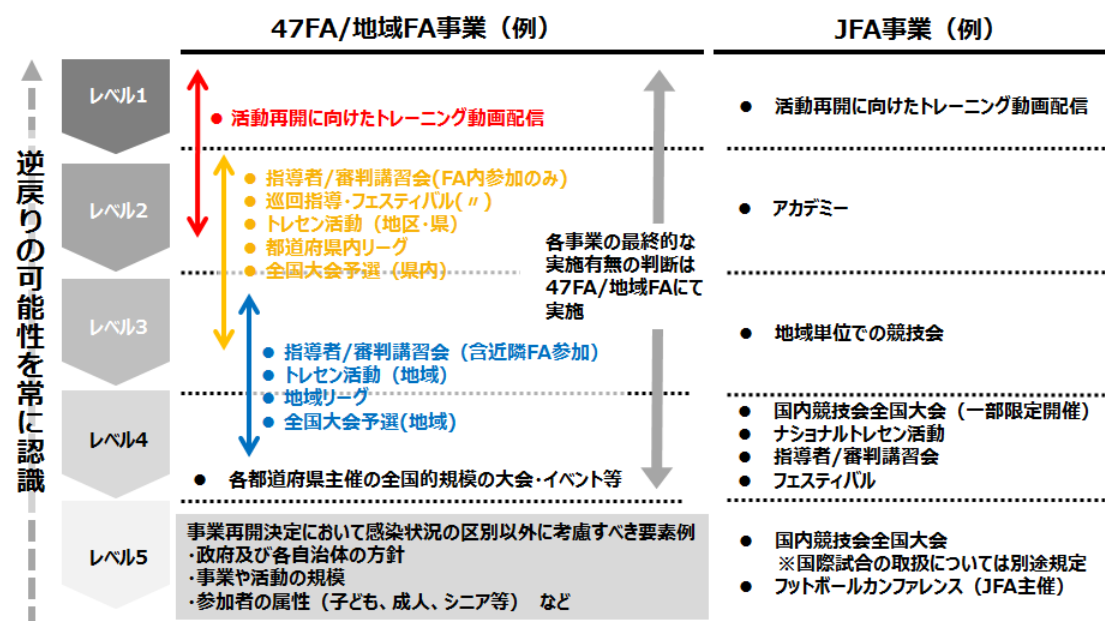 47FA/地域FA事業（例）
JFA事業（例）
逆戻りの可能性を常に認識
レベル1
● 活動再開に向けたトレーニング動画配信
● 活動再開に向けたトレーニング動画配信
レベル2
● 指導者/審判講習会(FA内参加のみ)
● 巡回指導・フェスティバル(〃)
● トレセン活動（地区・県）
● 都道府県内リーグ
● 全国大会予選（県内）
● アカデミー
各事業の最終的な
実施有無の判断は
47FA/地域FAにて
実施
レベル3
● 指導者/審判講習会（含近隣FA参加）
● トレセン活動（地域）
● 地域リーグ
● 全国大会予選(地域)
● 地域単位での競技会
レベル4
● 各都道府県主催の全国的規模の大会・イベント等
● 国内競技会全国大会（一部限定開催）
● ナショナルトレセン活動
● 指導者/審判講習会
● フェスティバル
レベル5
事業再開決定において感染状況の区別以外に考慮すべき要素例
・政府及び各自治体の方針
・事業や活動の規模
・参加者の属性（子ども、成人、シニア等） など
● 国内競技会全国大会
※国際試合の取扱については別途規定
● フットボールカンファレンス（JFA主催）